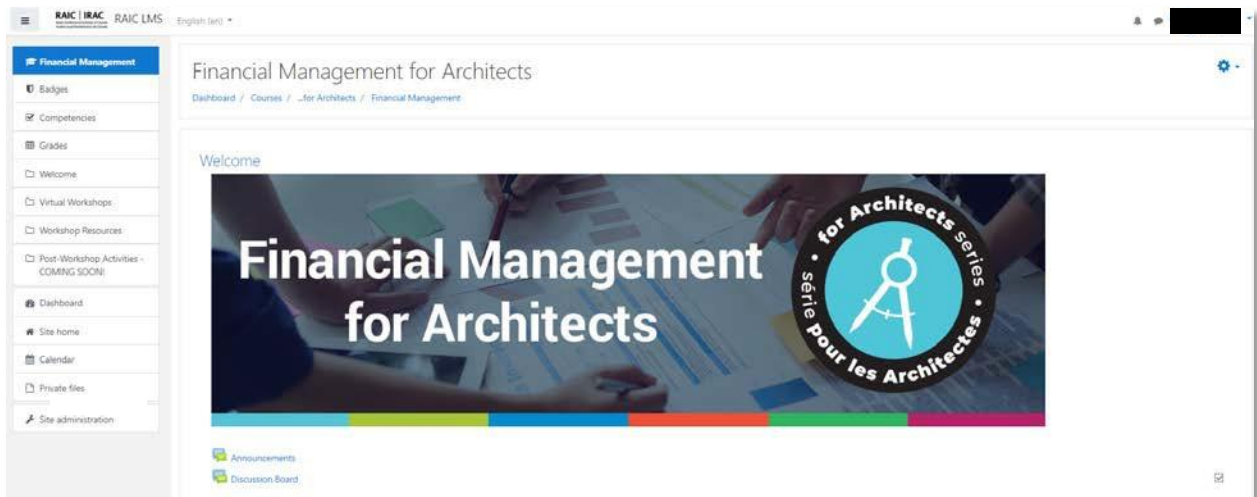 RAIC | IRAC RAIC LMS English (en)
Financial Management
Badges
Competencies
Grades
Welcome
Virtual Workshops
Workshop Resources
Post-Workshop Activities -
COMING SOON!
Dashboard
Site home
Calendar
Private files
Site administration
Financial Management for Architects
Dashboard / Courses / ...for Architects / Financial Management
Welcome
Financial Management
for Architects
for Architects series •
série pour les Architectes •
Announcements
Discussion Board